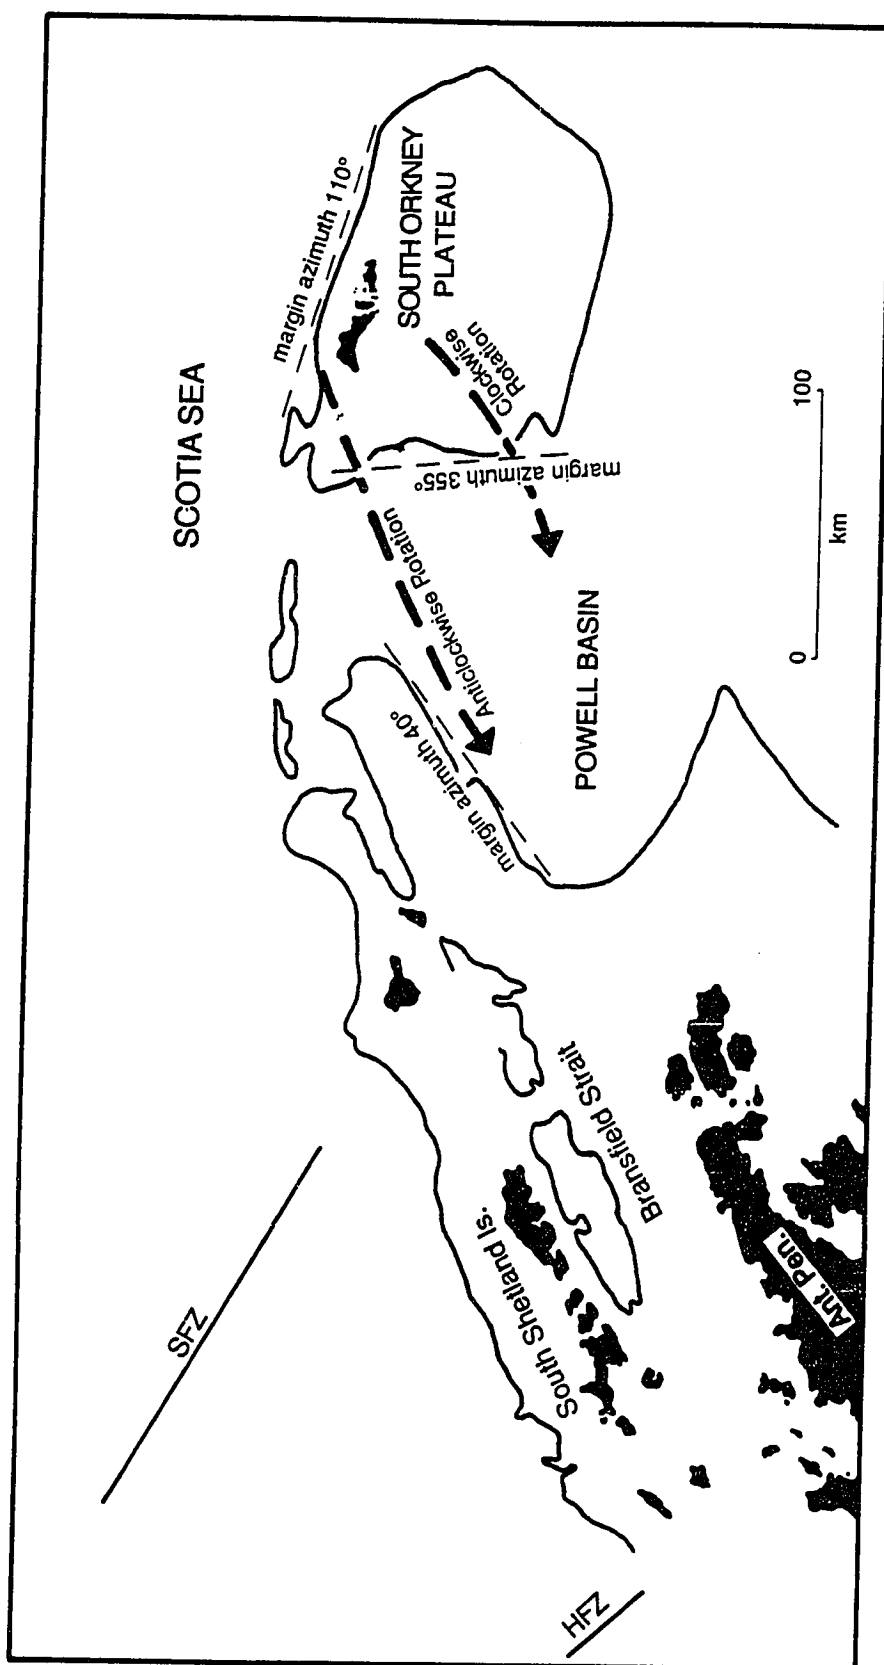 SCOTIA SEA
margin azimuth 110°
SOUTH ORKNEY
PLATEAU
Clockwise
Rotation
margin azimuth 355°
Anticlockwise Rotation
margin azimuth 40°
POWELL BASIN
0
100
km
SFZ
HFZ
South Shetland Is.
Bransfield Strait
Ant. Pen.